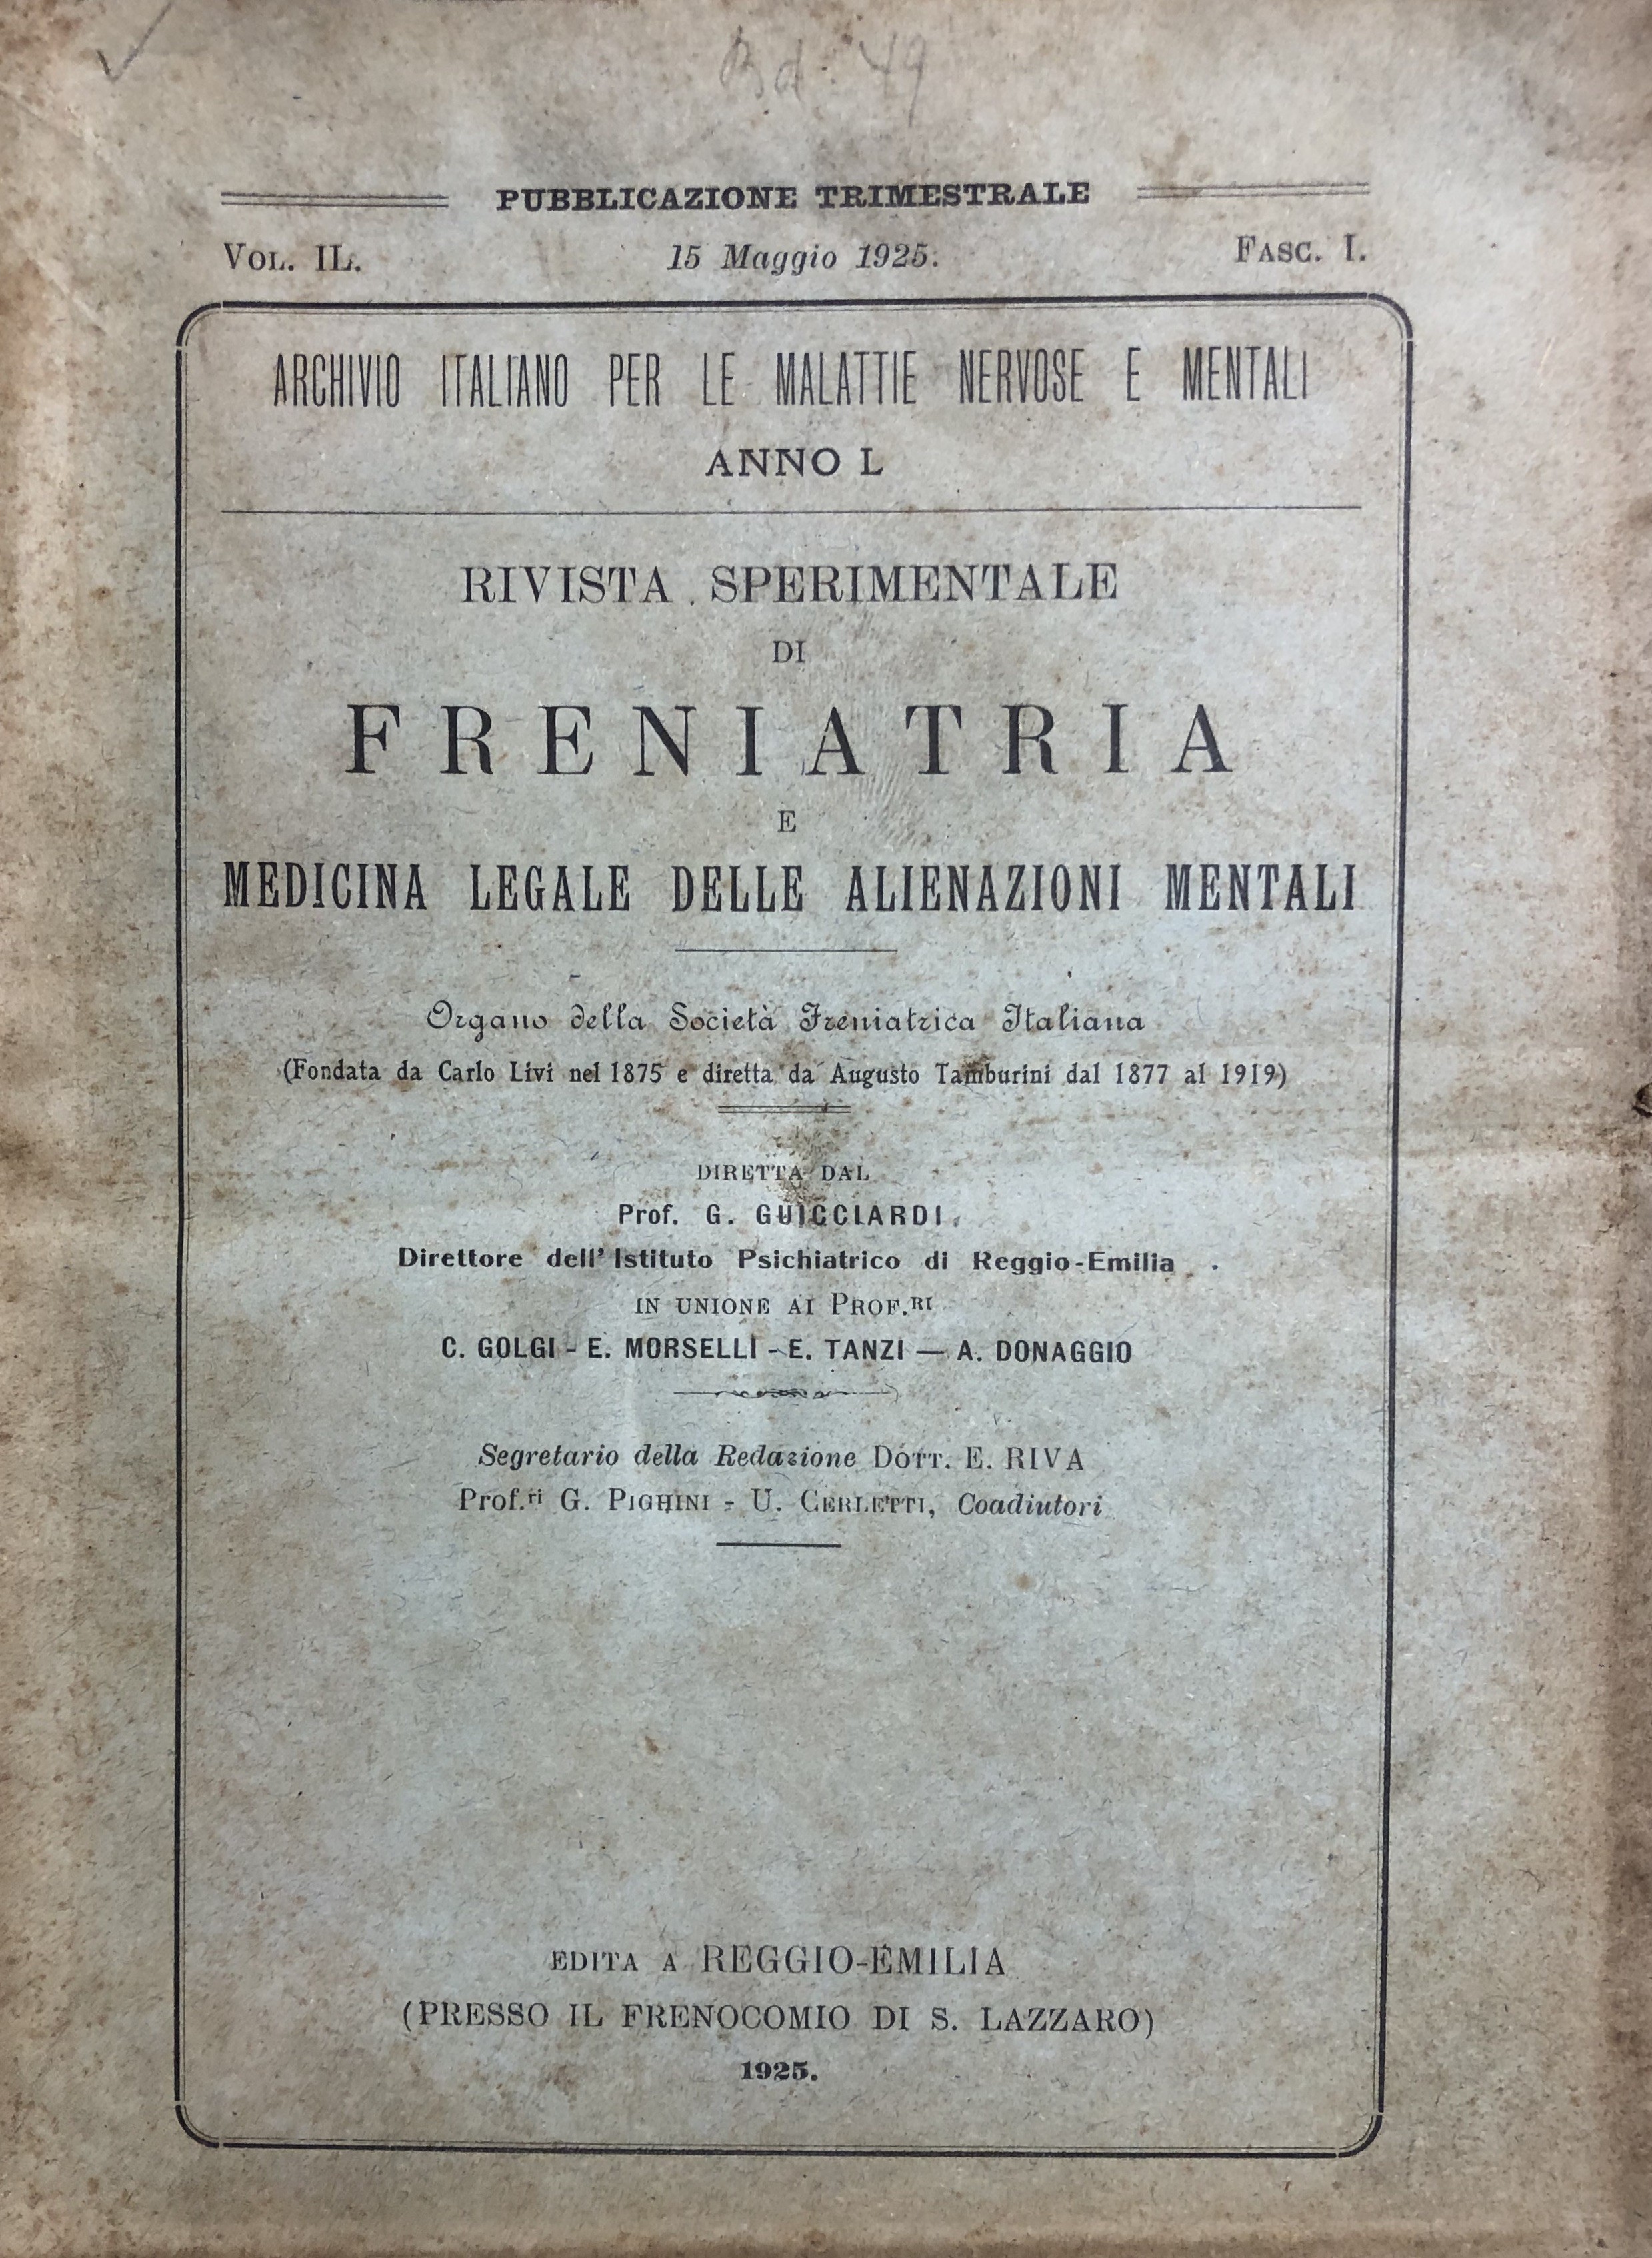 Bd. 49
PUBBLICAZIONE TRIMESTRALE
VOL. IL. 15 Maggio 1925. FASC. I.
ARCHIVIO ITALIANO PER LE MALATTIE NERVOSE E MENTALI
ANNO L
RIVISTA SPERIMENTALE
DI
FRENIATRIA
E
MEDICINA LEGALE DELLE ALIENAZIONI MENTALI
Organo della Società Freniatrica Italiana
(Fondata da Carlo Livi nel 1875 e diretta da Augusto Tamburini dal 1877 al 1919)
DIRETTA DAL
Prof. G. GUICCIARDI
Direttore dell' Istituto Psichiatrico di Reggio-Emilia
IN UNIONE AI PROF.RI
C. GOLGI - E. MORSELLI - E. TANZI — A. DONAGGIO
Segretario della Redazione DOTT. E. RIVA
Prof.ri G. PIGHINI - U. CERLETTI, Coadiutori
EDITA A REGGIO-EMILIA
(PRESSO IL FRENOCOMIO DI S. LAZZARO)
1925.